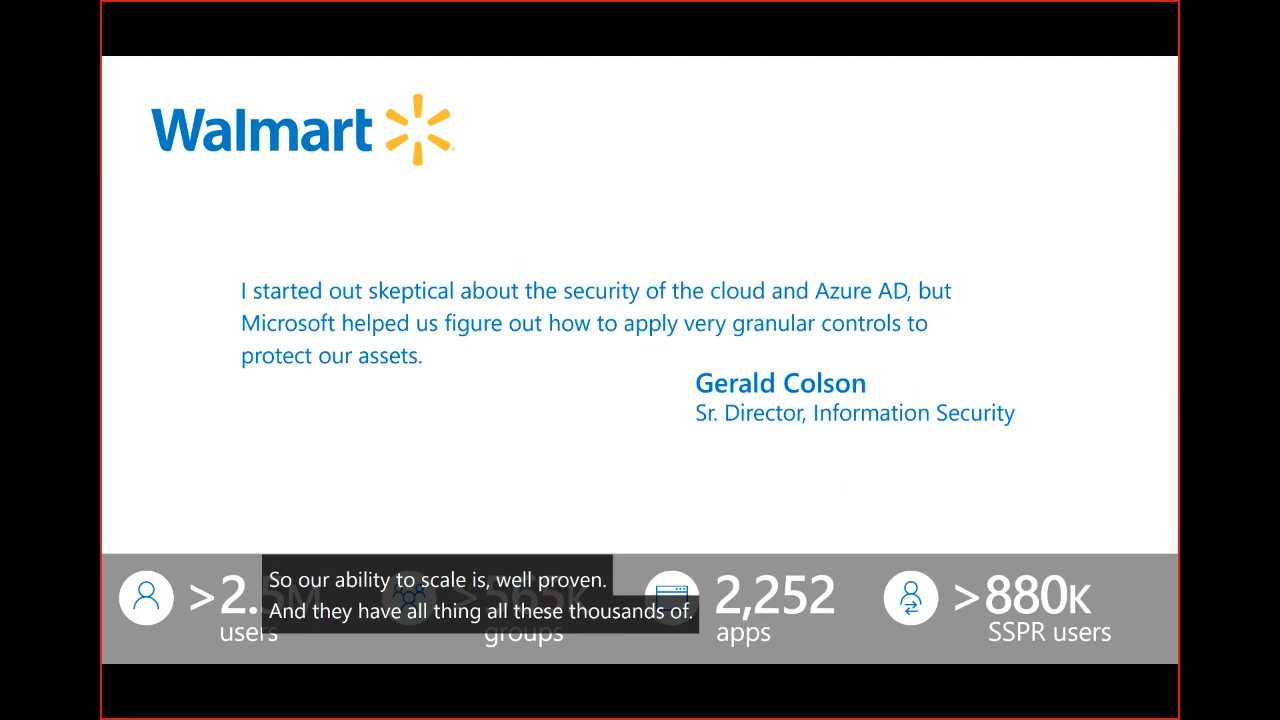 Walmart
I started out skeptical about the security of the cloud and Azure AD, but
Microsoft helped us figure out how to apply very granular controls to
protect our assets.
Gerald Colson
Sr. Director, Information Security
>2.5M
users
>565K
groups
2,252
apps
>880K
SSPR users
So our ability to scale is, well proven.
And they have all thing all these thousands of.